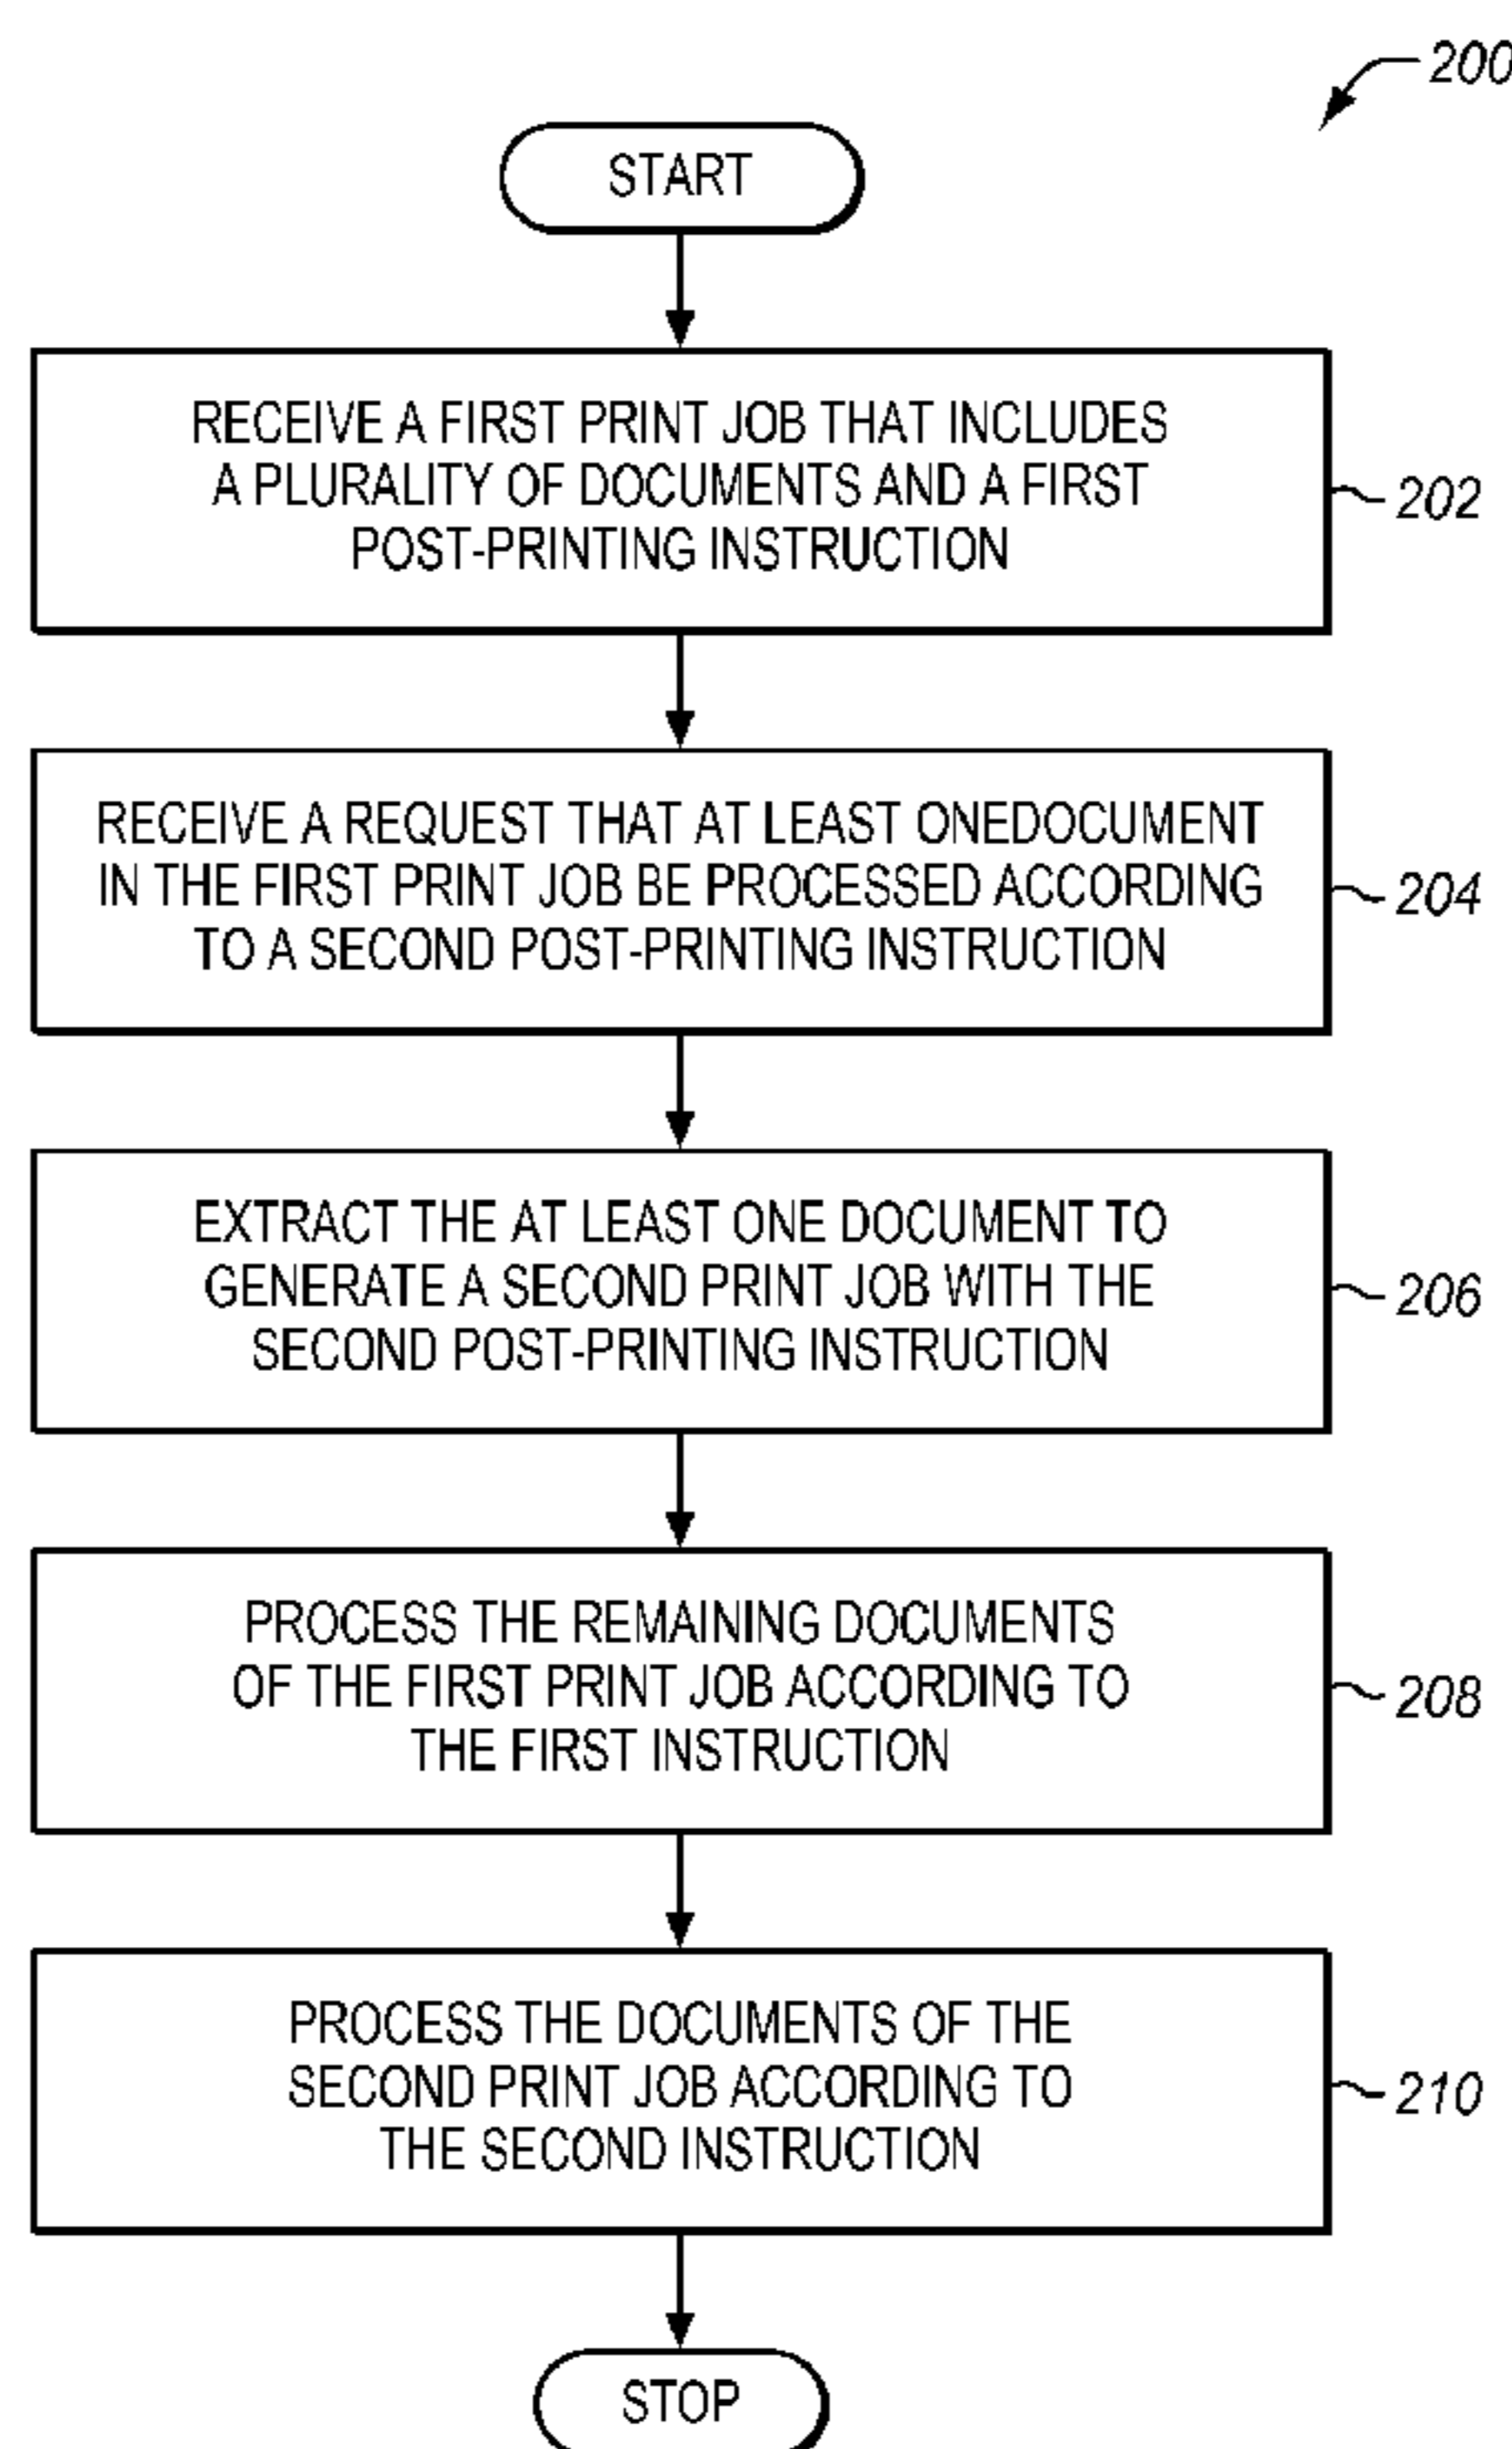 200
START
RECEIVE A FIRST PRINT JOB THAT INCLUDES
A PLURALITY OF DOCUMENTS AND A FIRST
POST-PRINTING INSTRUCTION
202
RECEIVE A REQUEST THAT AT LEAST ONEDOCUMENT
IN THE FIRST PRINT JOB BE PROCESSED ACCORDING
TO A SECOND POST-PRINTING INSTRUCTION
204
EXTRACT THE AT LEAST ONE DOCUMENT TO
GENERATE A SECOND PRINT JOB WITH THE
SECOND POST-PRINTING INSTRUCTION
206
PROCESS THE REMAINING DOCUMENTS
OF THE FIRST PRINT JOB ACCORDING TO
THE FIRST INSTRUCTION
208
PROCESS THE DOCUMENTS OF THE
SECOND PRINT JOB ACCORDING TO
THE SECOND INSTRUCTION
210
STOP